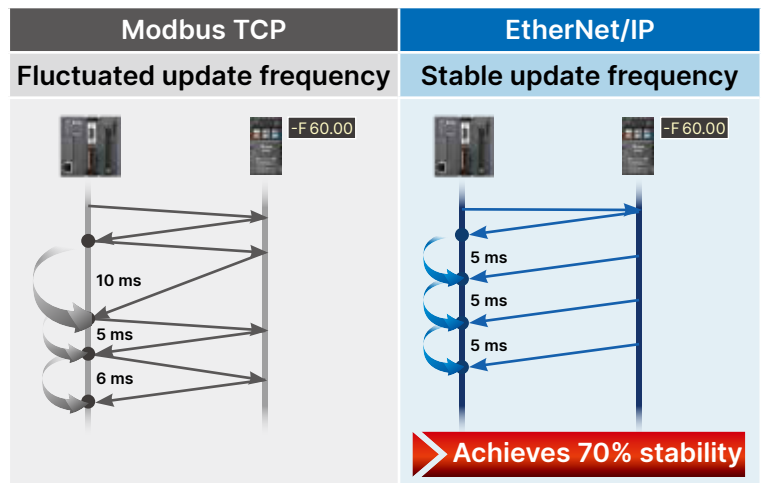 Modbus TCP
Fluctuated update frequency
-F 60.00
10 ms
5 ms
6 ms
EtherNet/IP
Stable update frequency
-F 60.00
5 ms
5 ms
5 ms
Achieves 70% stability